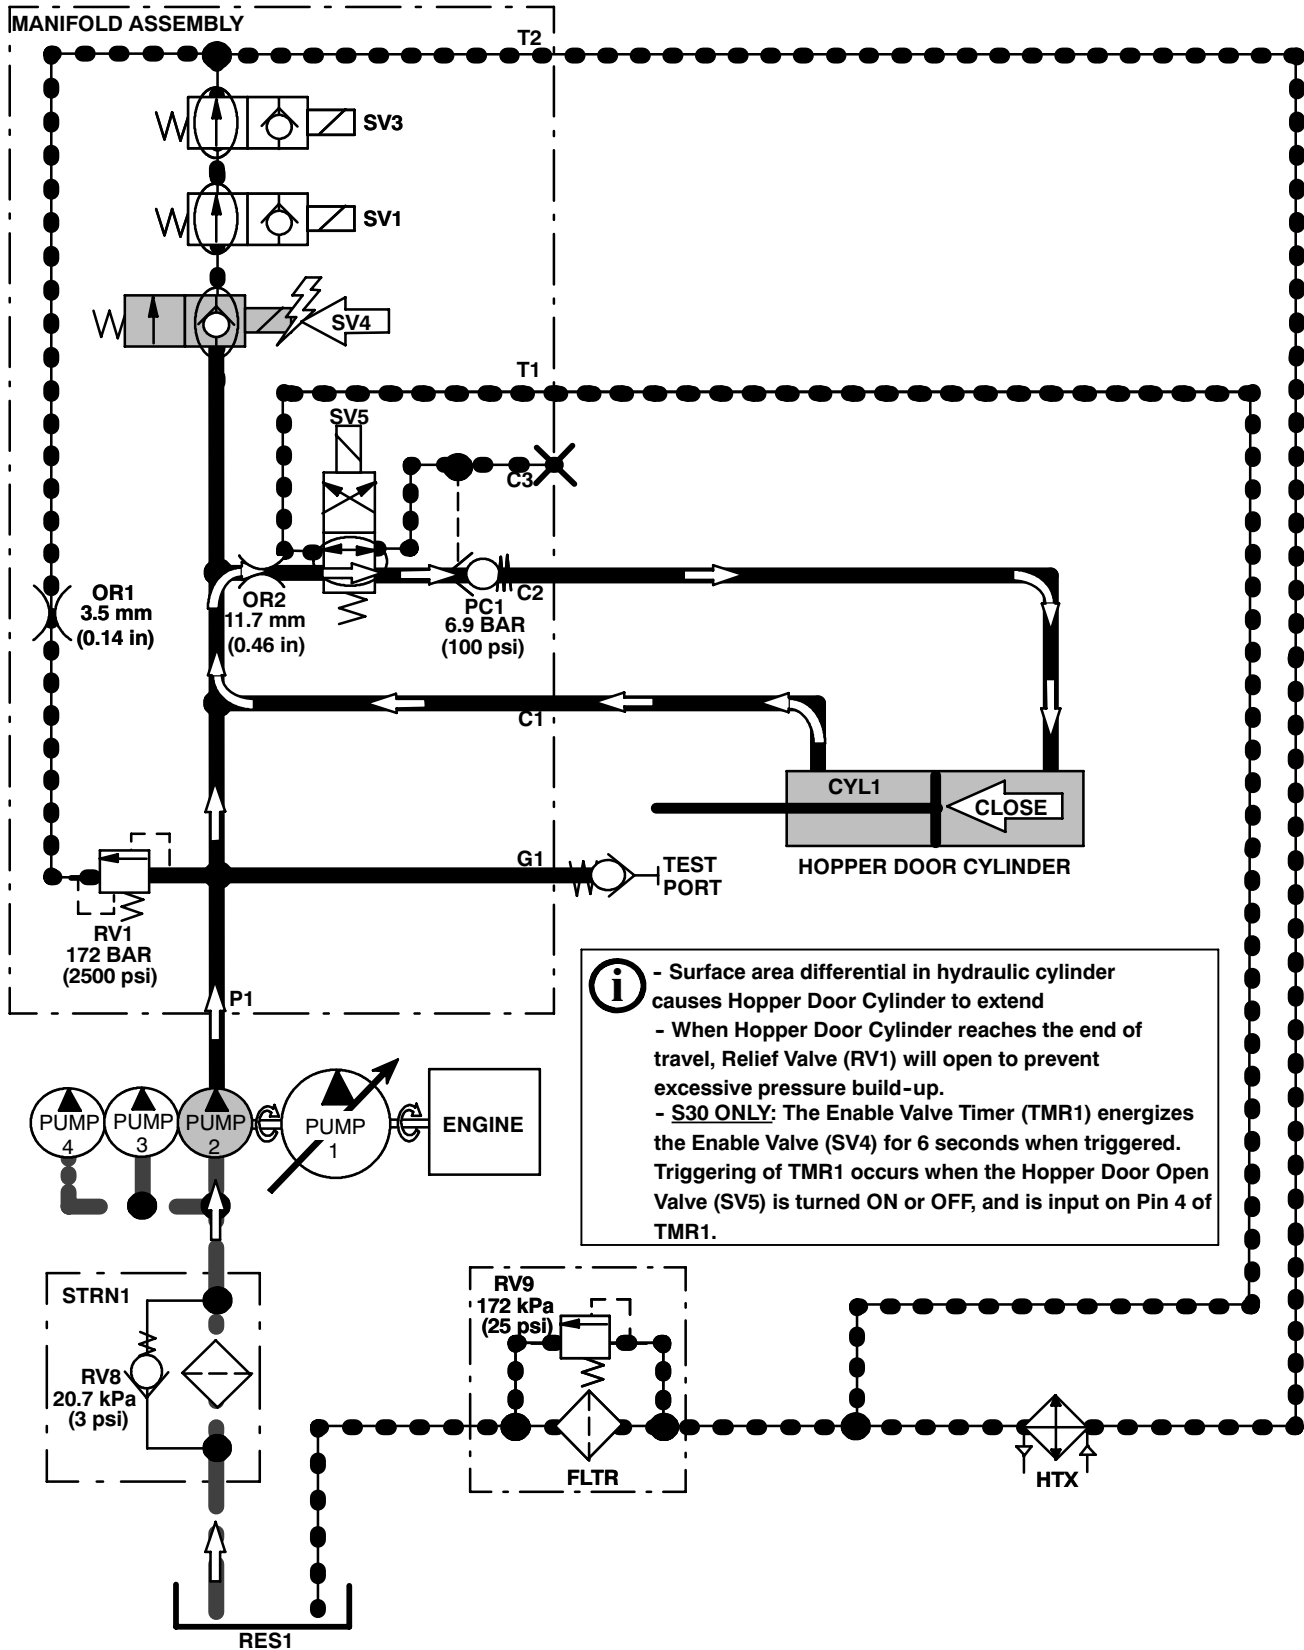 MANIFOLD ASSEMBLY
T2
SV3
SV1
SV4
T1
SV5
C3
OR1
3.5 mm
(0.14 in)
OR2
11.7 mm
(0.46 in)
PC1
6.9 BAR
(100 psi)
C2
C1
CYL1
CLOSE
HOPPER DOOR CYLINDER
G1
TEST
PORT
RV1
172 BAR
(2500 psi)
P1
i
- Surface area differential in hydraulic cylinder
causes Hopper Door Cylinder to extend
- When Hopper Door Cylinder reaches the end of
travel, Relief Valve (RV1) will open to prevent
excessive pressure build-up.
- S30 ONLY: The Enable Valve Timer (TMR1) energizes
the Enable Valve (SV4) for 6 seconds when triggered.
Triggering of TMR1 occurs when the Hopper Door Open
Valve (SV5) is turned ON or OFF, and is input on Pin 4 of
TMR1.
PUMP
4
PUMP
3
PUMP
2
PUMP
1
ENGINE
STRN1
RV8
20.7 kPa
(3 psi)
RV9
172 kPa
(25 psi)
FLTR
HTX
RES1